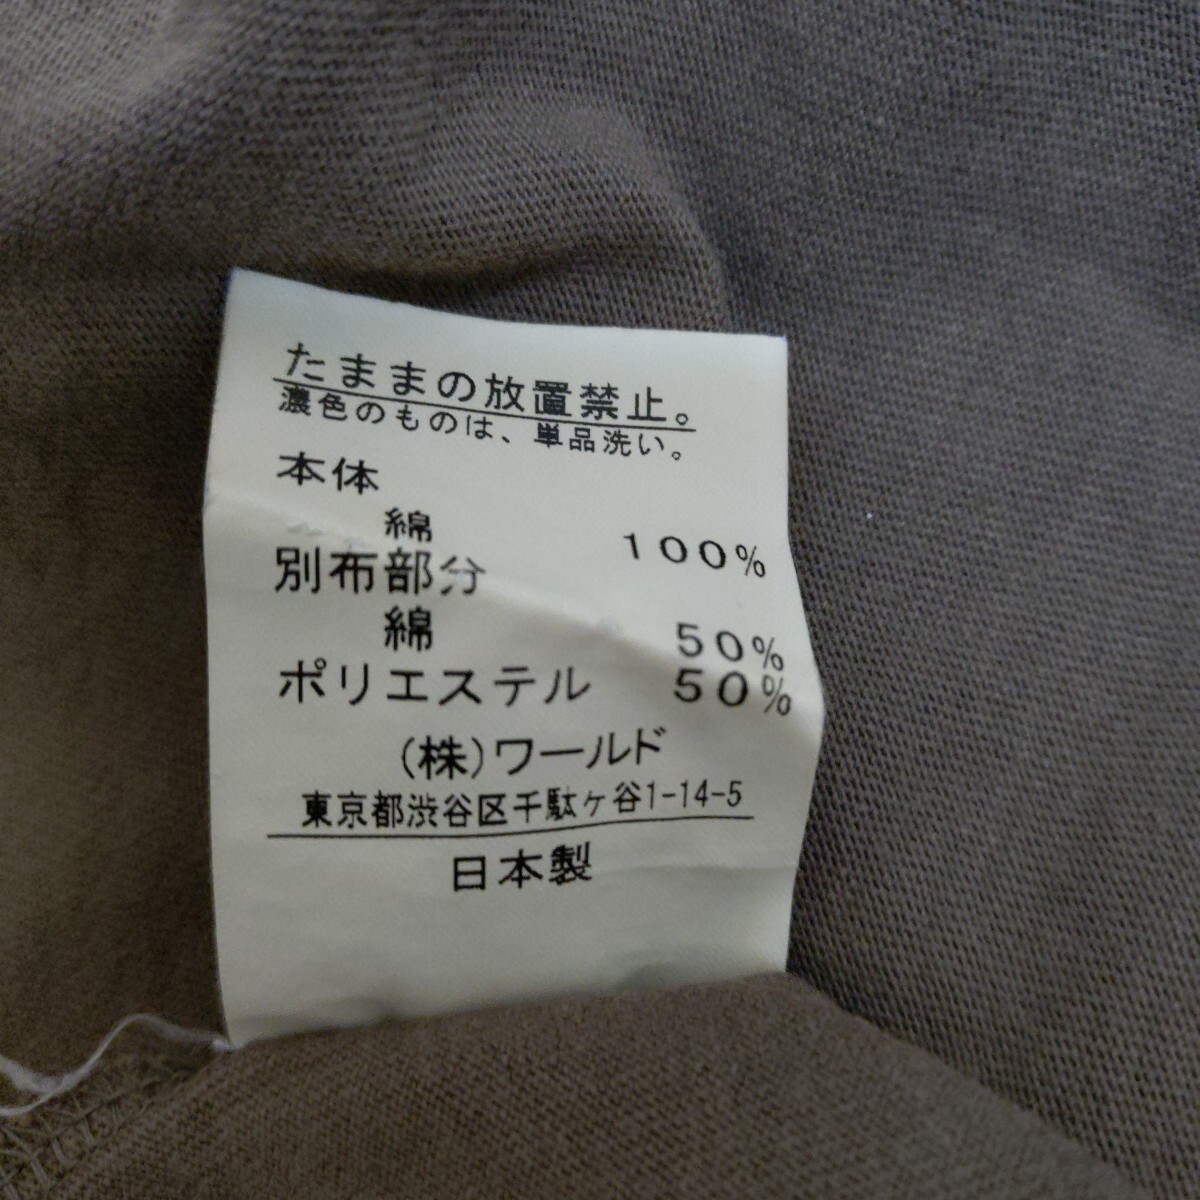 たままの放置禁止。
濃色のものは、単品洗い。
本体
綿 100%
別布部分
綿 50%
ポリエステル 50%
(株)ワールド
東京都渋谷区千駄ヶ谷1-14-5
日本製